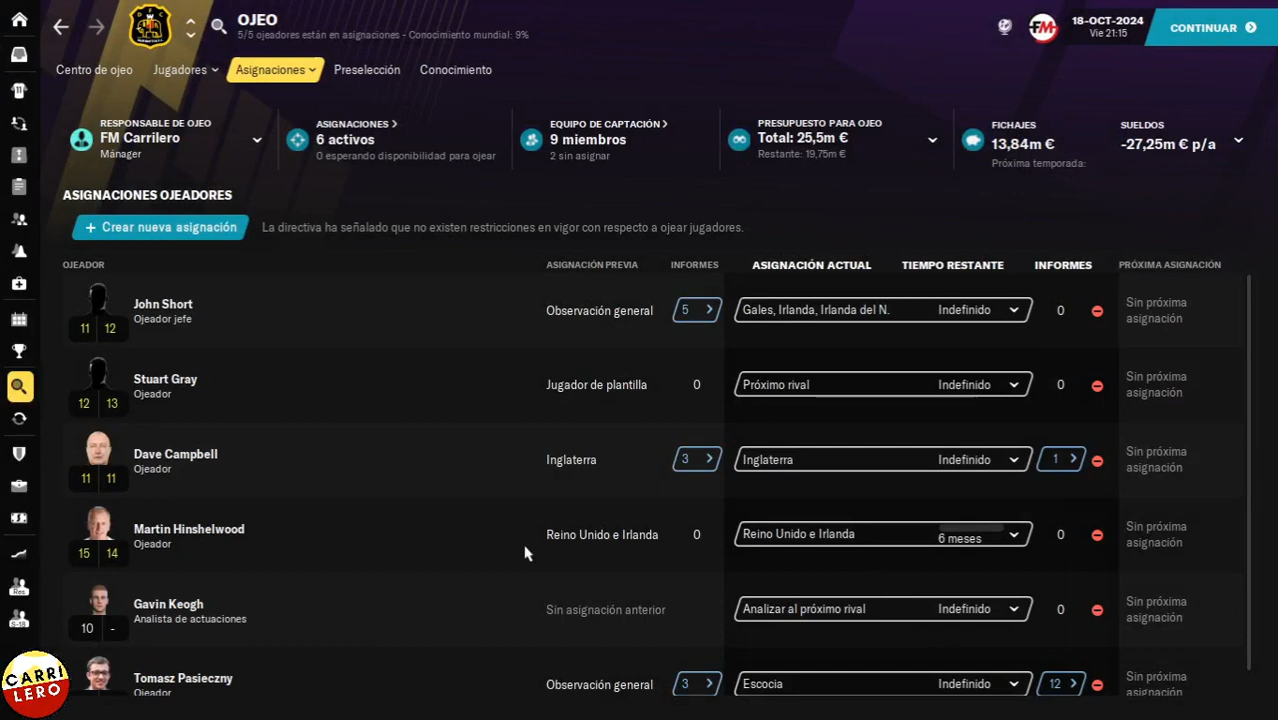 OJEO
5/5 ojeadores están en asignaciones - Conocimiento mundial: 9%
FM
18-OCT-2024
Vie 21:15
CONTINUAR
Centro de ojeo
Jugadores
Asignaciones
Preselección
Conocimiento
RESPONSABLE DE OJEO
FM Carrilero
Mánager
ASIGNACIONES
6 activos
0 esperando disponibilidad para ojear
EQUIPO DE CAPTACIÓN
9 miembros
2 sin asignar
PRESUPUESTO PARA OJEO
Total: 25,5m €
Restante: 19,75m €
FICHAJES
13,84m €
Próxima temporada:
SUELDOS
-27,25m € p/a
ASIGNACIONES OJEADORES
+ Crear nueva asignación
La directiva ha señalado que no existen restricciones en vigor con respecto a ojear jugadores.
OJEADOR
ASIGNACIÓN PREVIA
INFORMES
ASIGNACIÓN ACTUAL
TIEMPO RESTANTE
INFORMES
PRÓXIMA ASIGNACIÓN
11 12
John Short
Ojeador jefe
Observación general
5
Gales, Irlanda, Irlanda del N.
Indefinido
0
Sin próxima
asignación
12 13
Stuart Gray
Ojeador
Jugador de plantilla
0
Próximo rival
Indefinido
0
Sin próxima
asignación
11 11
Dave Campbell
Ojeador
Inglaterra
3
Inglaterra
Indefinido
1
Sin próxima
asignación
15 14
Martin Hinshelwood
Ojeador
Reino Unido e Irlanda
0
Reino Unido e Irlanda
6 meses
0
Sin próxima
asignación
10 -
Gavin Keogh
Analista de actuaciones
Sin asignación anterior
Analizar al próximo rival
Indefinido
0
Sin próxima
asignación
Tomasz Pasieczny
Ojeador
Observación general
3
Escocia
Indefinido
12
Sin próxima
asignación
11
Res
S-18
CARRI
LERO